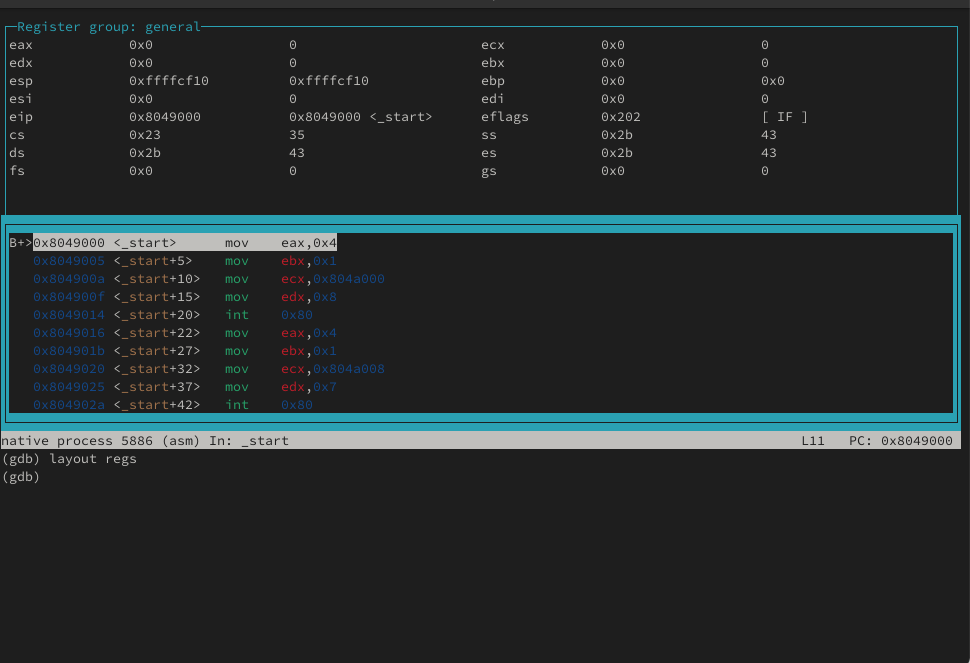 Register group: general
eax 0x0 0 ecx 0x0 0
edx 0x0 0 ebx 0x0 0
esp 0xffffcf10 0xffffcf10 ebp 0x0 0x0
esi 0x0 0 edi 0x0 0
eip 0x8049000 0x8049000 <_start> eflags 0x202 [ IF ]
cs 0x23 35 ss 0x2b 43
ds 0x2b 43 es 0x2b 43
fs 0x0 0 gs 0x0 0
B+>0x8049000 <_start> mov eax,0x4
0x8049005 <_start+5> mov ebx,0x1
0x804900a <_start+10> mov ecx,0x804a000
0x804900f <_start+15> mov edx,0x8
0x8049014 <_start+20> int 0x80
0x8049016 <_start+22> mov eax,0x4
0x804901b <_start+27> mov ebx,0x1
0x8049020 <_start+32> mov ecx,0x804a008
0x8049025 <_start+37> mov edx,0x7
0x804902a <_start+42> int 0x80
native process 5886 (asm) In: _start L11 PC: 0x8049000
(gdb) layout regs
(gdb)